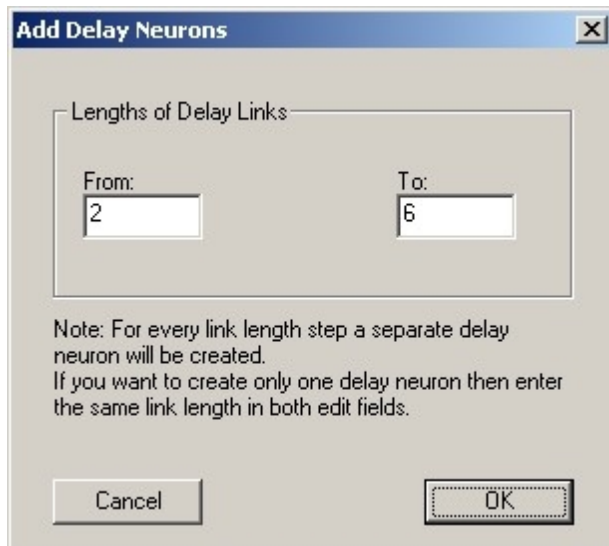 Add Delay Neurons
Lengths of Delay Links
From: To:
2 6
Note: For every link length step a separate delay
neuron will be created.
If you want to create only one delay neuron then enter
the same link length in both edit fields.
Cancel OK